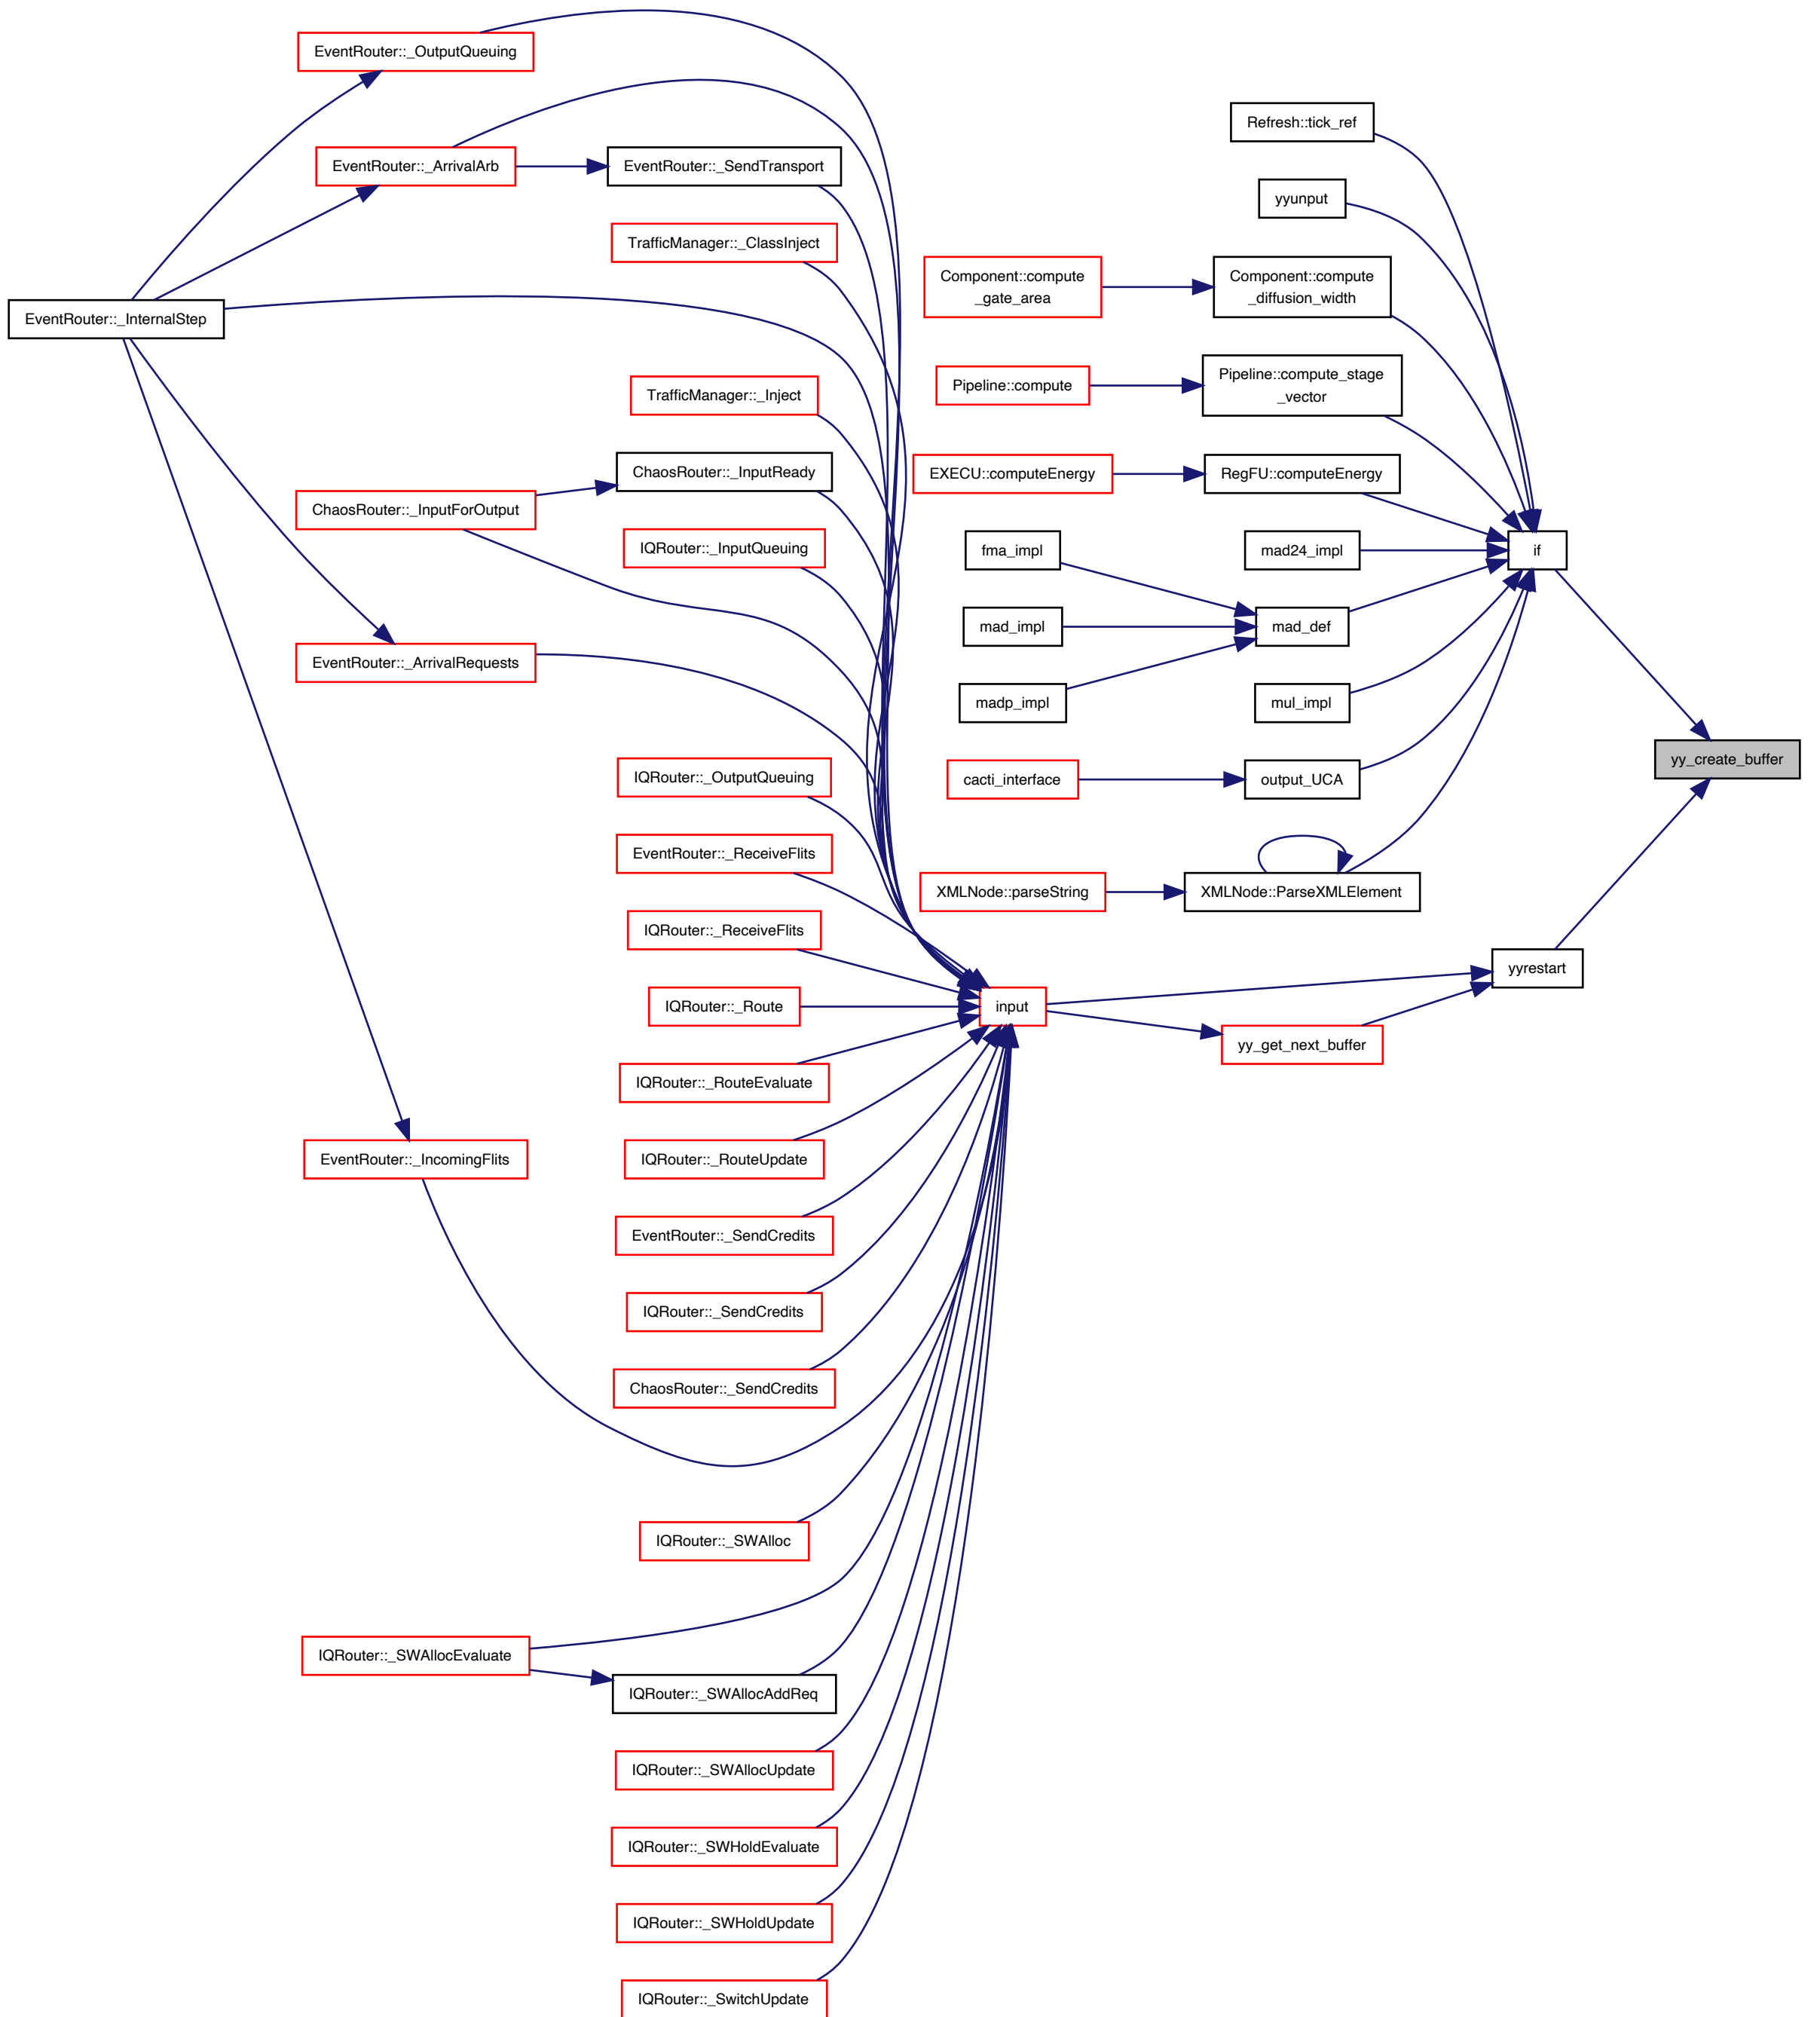 EventRouter::_OutputQueuing
Refresh::tick_ref
EventRouter::_ArrivalArb
EventRouter::_SendTransport
yyunput
TrafficManager::_ClassInject
Component::compute
_gate_area
Component::compute
_diffusion_width
EventRouter::_InternalStep
TrafficManager::_Inject
Pipeline::compute
Pipeline::compute_stage
_vector
ChaosRouter::_InputReady
EXECU::computeEnergy
RegFU::computeEnergy
ChaosRouter::_InputForOutput
IQRouter::_InputQueuing
fma_impl
mad24_impl
if
mad_impl
mad_def
EventRouter::_ArrivalRequests
madp_impl
mul_impl
yy_create_buffer
IQRouter::_OutputQueuing
cacti_interface
output_UCA
EventRouter::_ReceiveFlits
XMLNode::parseString
XMLNode::ParseXMLElement
IQRouter::_ReceiveFlits
yyrestart
IQRouter::_Route
input
yy_get_next_buffer
IQRouter::_RouteEvaluate
EventRouter::_IncomingFlits
IQRouter::_RouteUpdate
EventRouter::_SendCredits
IQRouter::_SendCredits
ChaosRouter::_SendCredits
IQRouter::_SWAlloc
IQRouter::_SWAllocEvaluate
IQRouter::_SWAllocAddReq
IQRouter::_SWAllocUpdate
IQRouter::_SWHoldEvaluate
IQRouter::_SWHoldUpdate
IQRouter::_SwitchUpdate